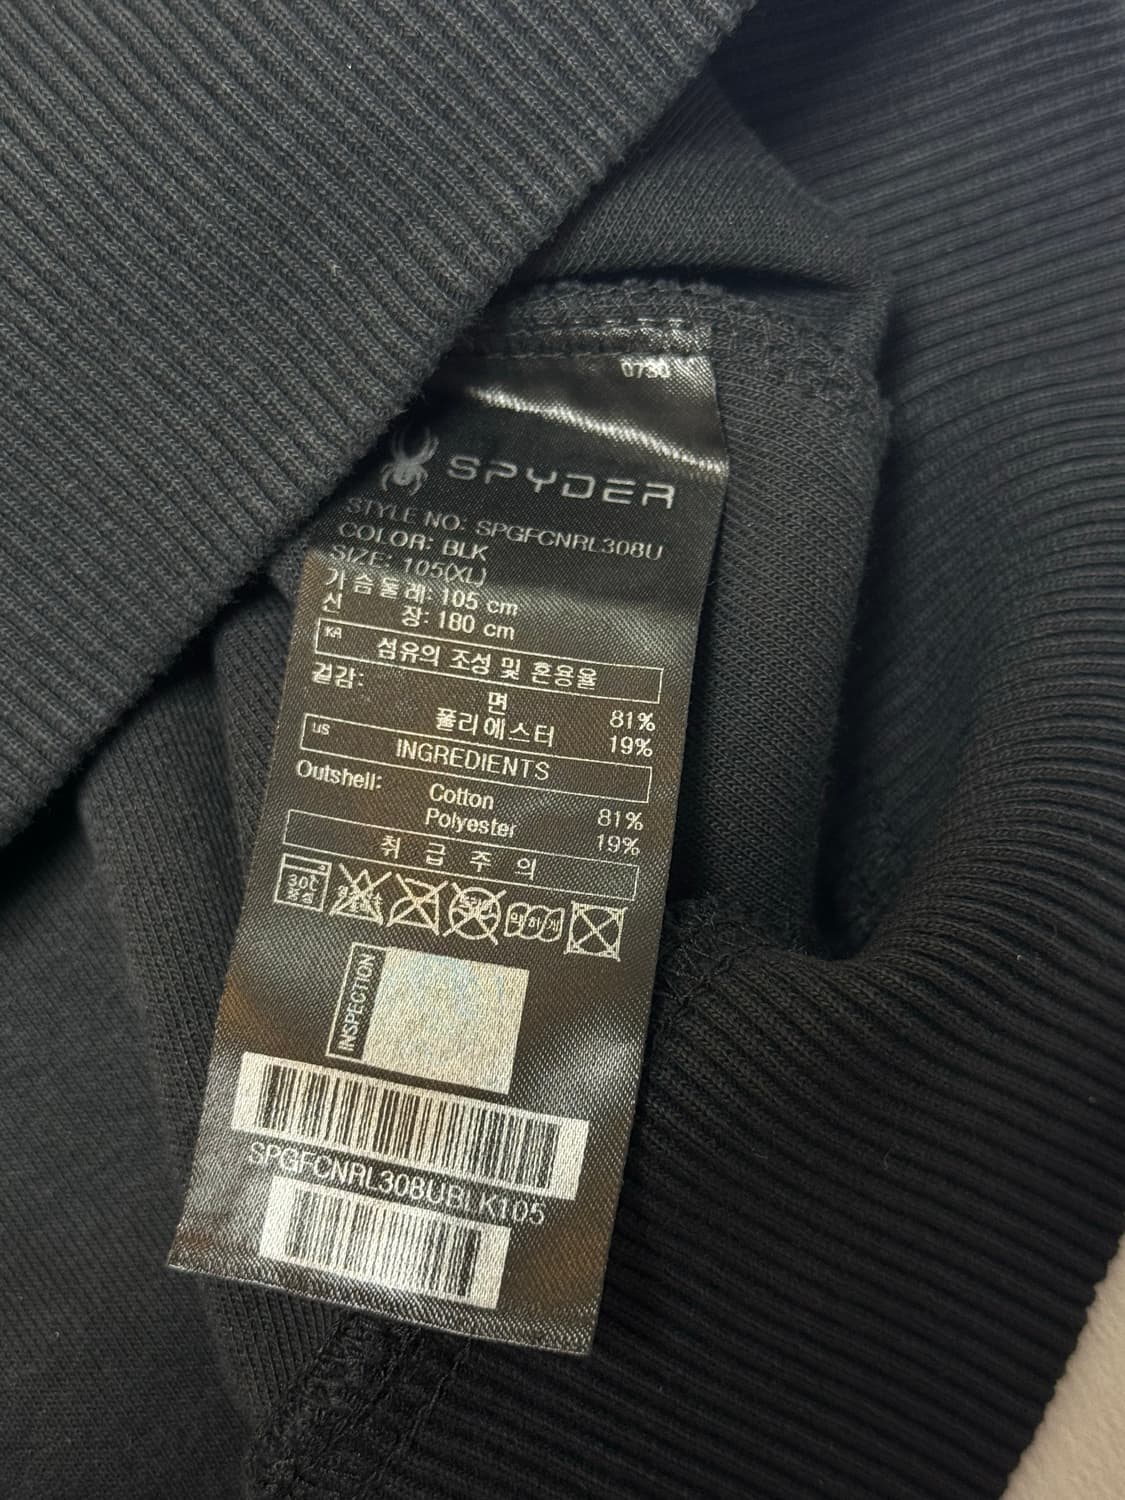 0730
SPYDER
STYLE NO: SPGFCNRL308U
COLOR: BLK
SIZE: 105(XL)
가슴둘레: 105 cm
신 장: 180 cm
KR 섬유의 조성 및 혼용율
겉감: 면 81%
폴리에스터 19%
US INGREDIENTS
Outshell: Cotton 81%
Polyester 19%
취 급 주 의
30℃ 중성
INSPECTION
SPGFCNRL308UBLK105